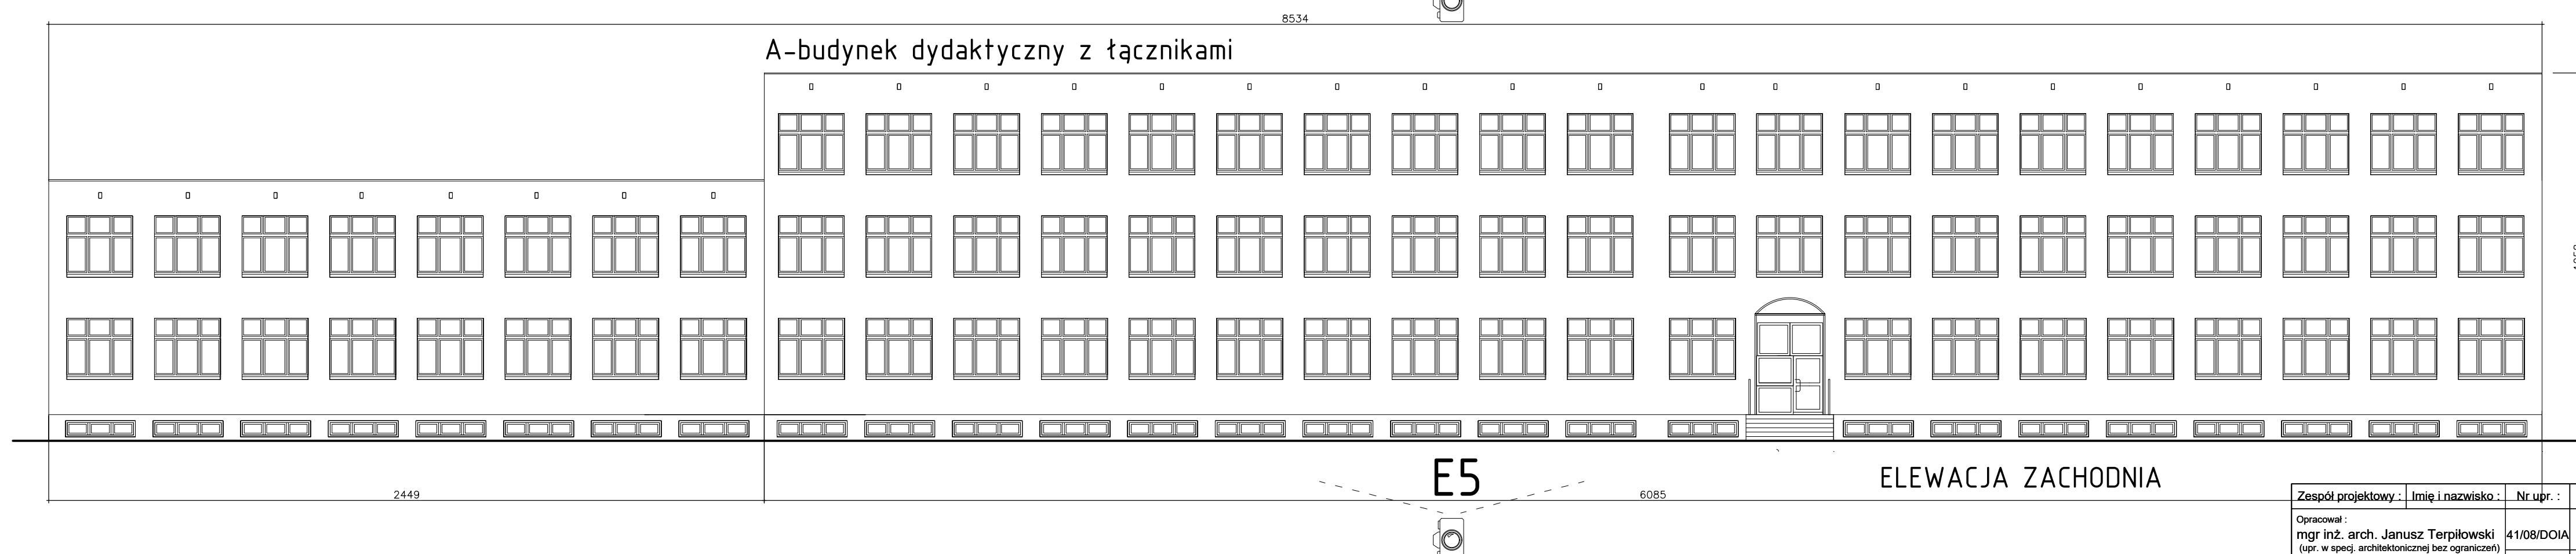 8534
A-budynek dydaktyczny z łącznikami
E5
ELEWACJA ZACHODNIA
2449
6085
Zespół projektowy : Imię i nazwisko : Nr upr. :
Opracował :
mgr inż. arch. Janusz Terpiłowski 41/08/DOIA
(upr. w specj. architektonicznej bez ograniczeń)